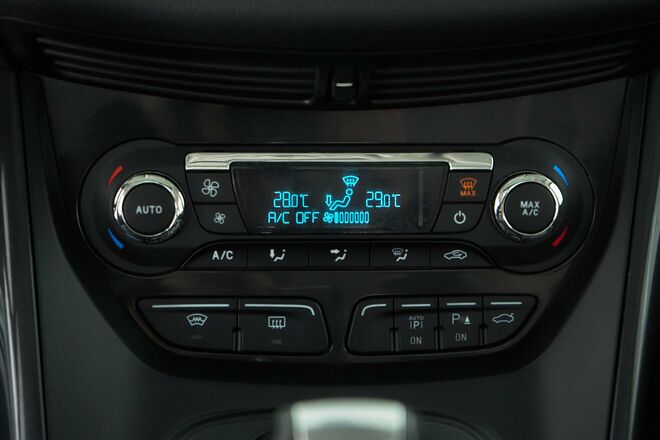 28.0°C 29.0°C
A/C OFF
AUTO
MAX
MAX
A/C
A/C
AUTO
(P)
ON
P
ON